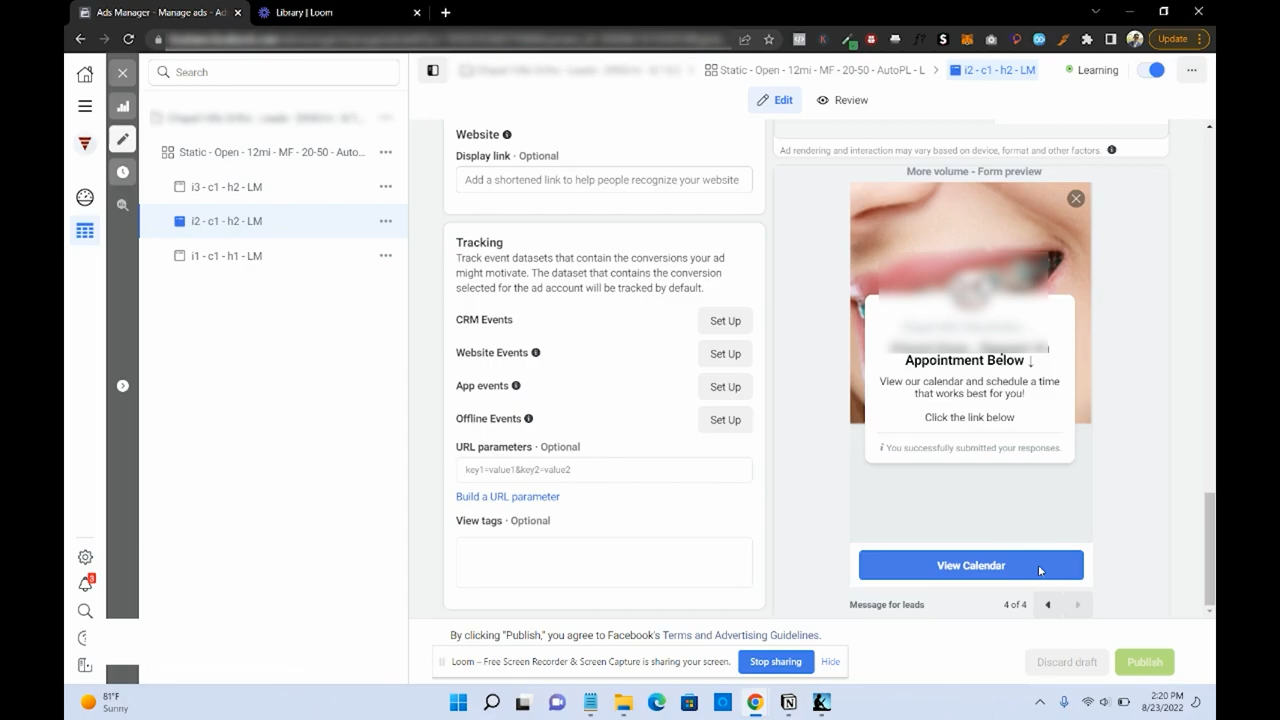 Ads Manager - Manage ads - Ad
Library | Loom
Update
Search
Static - Open - 12mi - MF - 20-50 - AutoPL - L
i2 - c1 - h2 - LM
Learning
Edit
Review
Static - Open - 12mi - MF - 20-50 - Auto...
i3 - c1 - h2 - LM
i2 - c1 - h2 - LM
i1 - c1 - h1 - LM
Website
Display link · Optional
Add a shortened link to help people recognize your website
Tracking
Track event datasets that contain the conversions your ad
might motivate. The dataset that contains the conversion
selected for the ad account will be tracked by default.
CRM Events
Set Up
Website Events
Set Up
App events
Set Up
Offline Events
Set Up
URL parameters · Optional
key1=value1&key2=value2
Build a URL parameter
View tags · Optional
Ad rendering and interaction may vary based on device, format and other factors.
More volume - Form preview
Appointment Below ↓
View our calendar and schedule a time
that works best for you!
Click the link below
You successfully submitted your responses.
View Calendar
Message for leads
4 of 4
By clicking "Publish," you agree to Facebook's Terms and Advertising Guidelines.
Loom – Free Screen Recorder & Screen Capture is sharing your screen.
Stop sharing
Hide
Discard draft
Publish
81°F
Sunny
2:20 PM
8/23/2022